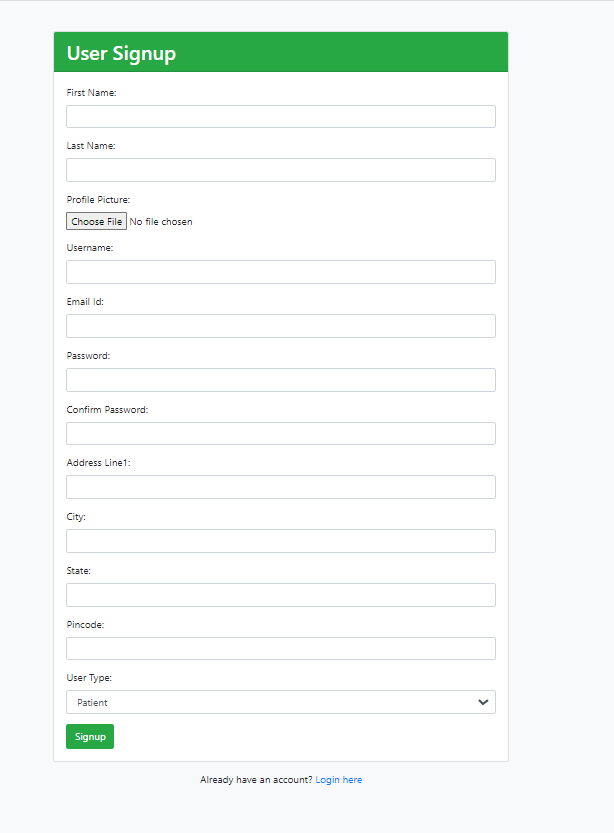 User Signup
First Name:
Last Name:
Profile Picture:
Choose File No file chosen
Username:
Email Id:
Password:
Confirm Password:
Address Line1:
City:
State:
Pincode:
User Type:
Patient
Signup
Already have an account? Login here